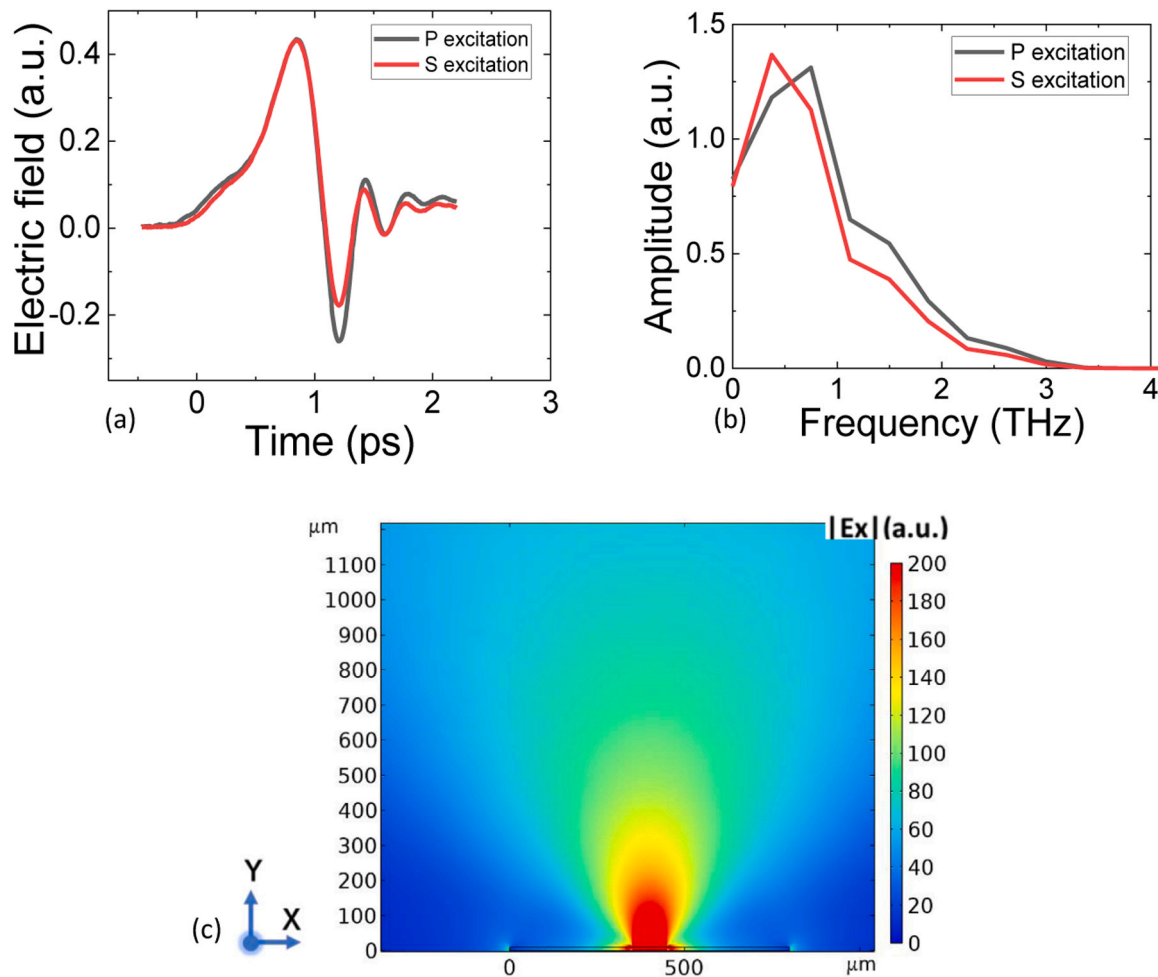 P excitation
S excitation
Electric field (a.u.)
0.4
0.2
0.0
-0.2
0
1
2
3
(a)
Time (ps)
P excitation
S excitation
Amplitude (a.u.)
1.5
1.0
0.5
0.0
0
1
2
3
4
(b)
Frequency (THz)
μm
|Ex| (a.u.)
1100
1000
900
800
700
600
500
400
300
200
100
0
200
180
160
140
120
100
80
60
40
20
0
0
500
μm
Y
X
(c)